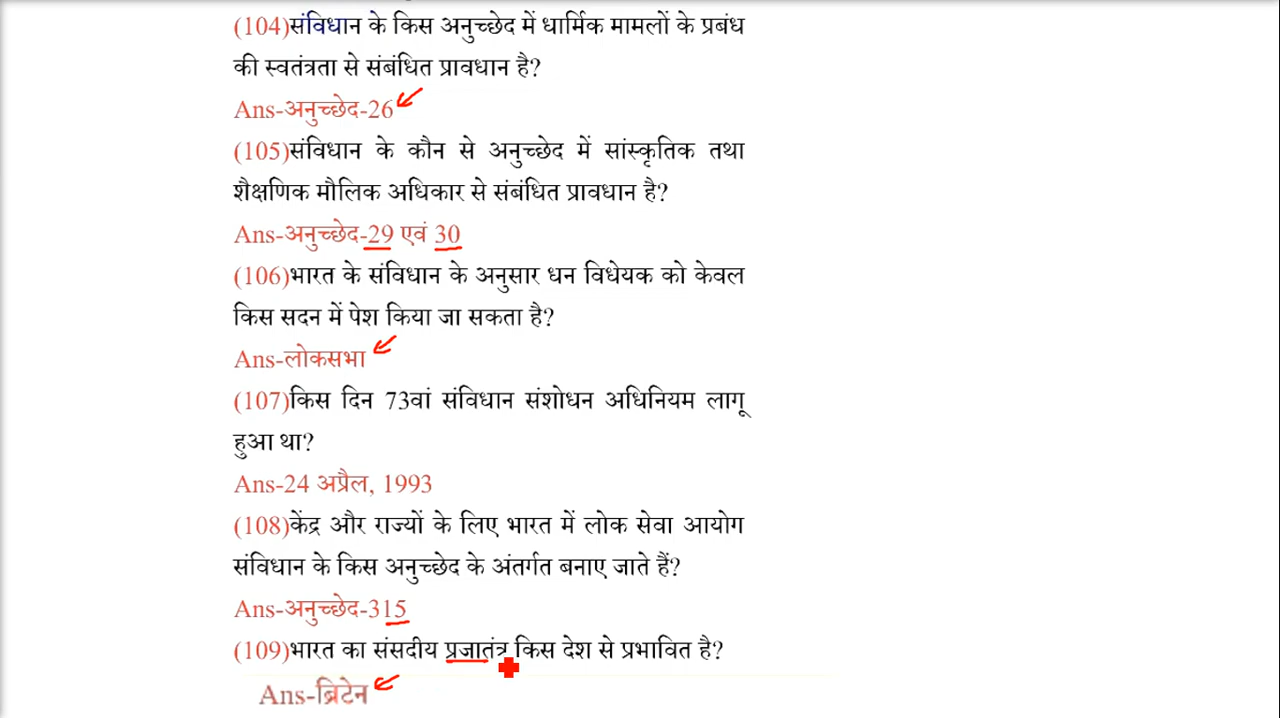 (104)संविधान के किस अनुच्छेद में धार्मिक मामलों के प्रबंध
की स्वतंत्रता से संबंधित प्रावधान है?
Ans-अनुच्छेद-26
(105)संविधान के कौन से अनुच्छेद में सांस्कृतिक तथा
शैक्षणिक मौलिक अधिकार से संबंधित प्रावधान है?
Ans-अनुच्छेद-29 एवं 30
(106)भारत के संविधान के अनुसार धन विधेयक को केवल
किस सदन में पेश किया जा सकता है?
Ans-लोकसभा
(107)किस दिन 73वां संविधान संशोधन अधिनियम लागू
हुआ था?
Ans-24 अप्रैल, 1993
(108)केंद्र और राज्यों के लिए भारत में लोक सेवा आयोग
संविधान के किस अनुच्छेद के अंतर्गत बनाए जाते हैं?
Ans-अनुच्छेद-315
(109)भारत का संसदीय प्रजातंत्र किस देश से प्रभावित है?
Ans-ब्रिटेन